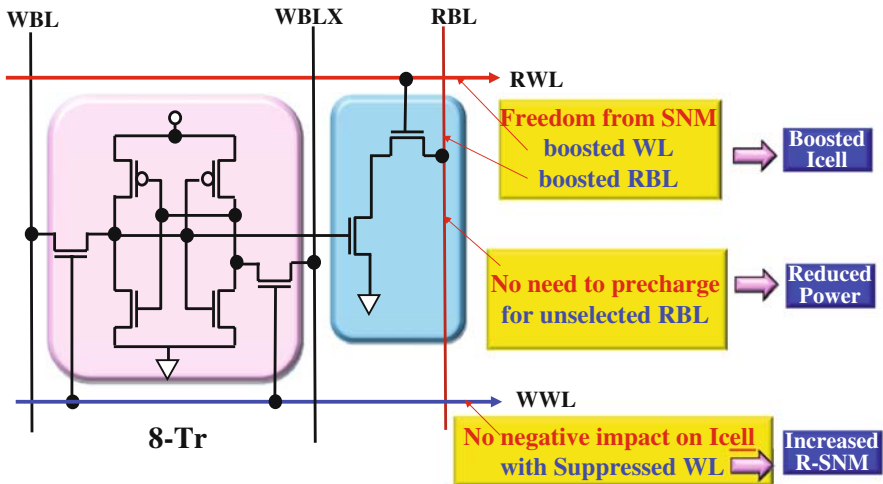 WBL
WBLX
RBL
RWL
Freedom from SNM
boosted WL
boosted RBL
Boosted
Icell
No need to precharge
for unselected RBL
Reduced
Power
WWL
8-Tr
No negative impact on Icell
with Suppressed WL
Increased
R-SNM